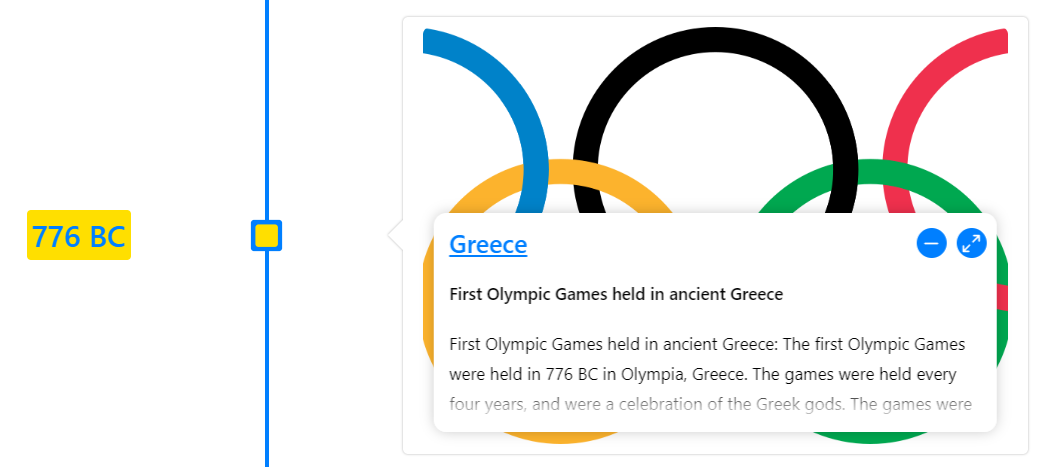 776 BC
Greece
First Olympic Games held in ancient Greece
First Olympic Games held in ancient Greece: The first Olympic Games
were held in 776 BC in Olympia, Greece. The games were held every
four years, and were a celebration of the Greek gods. The games were